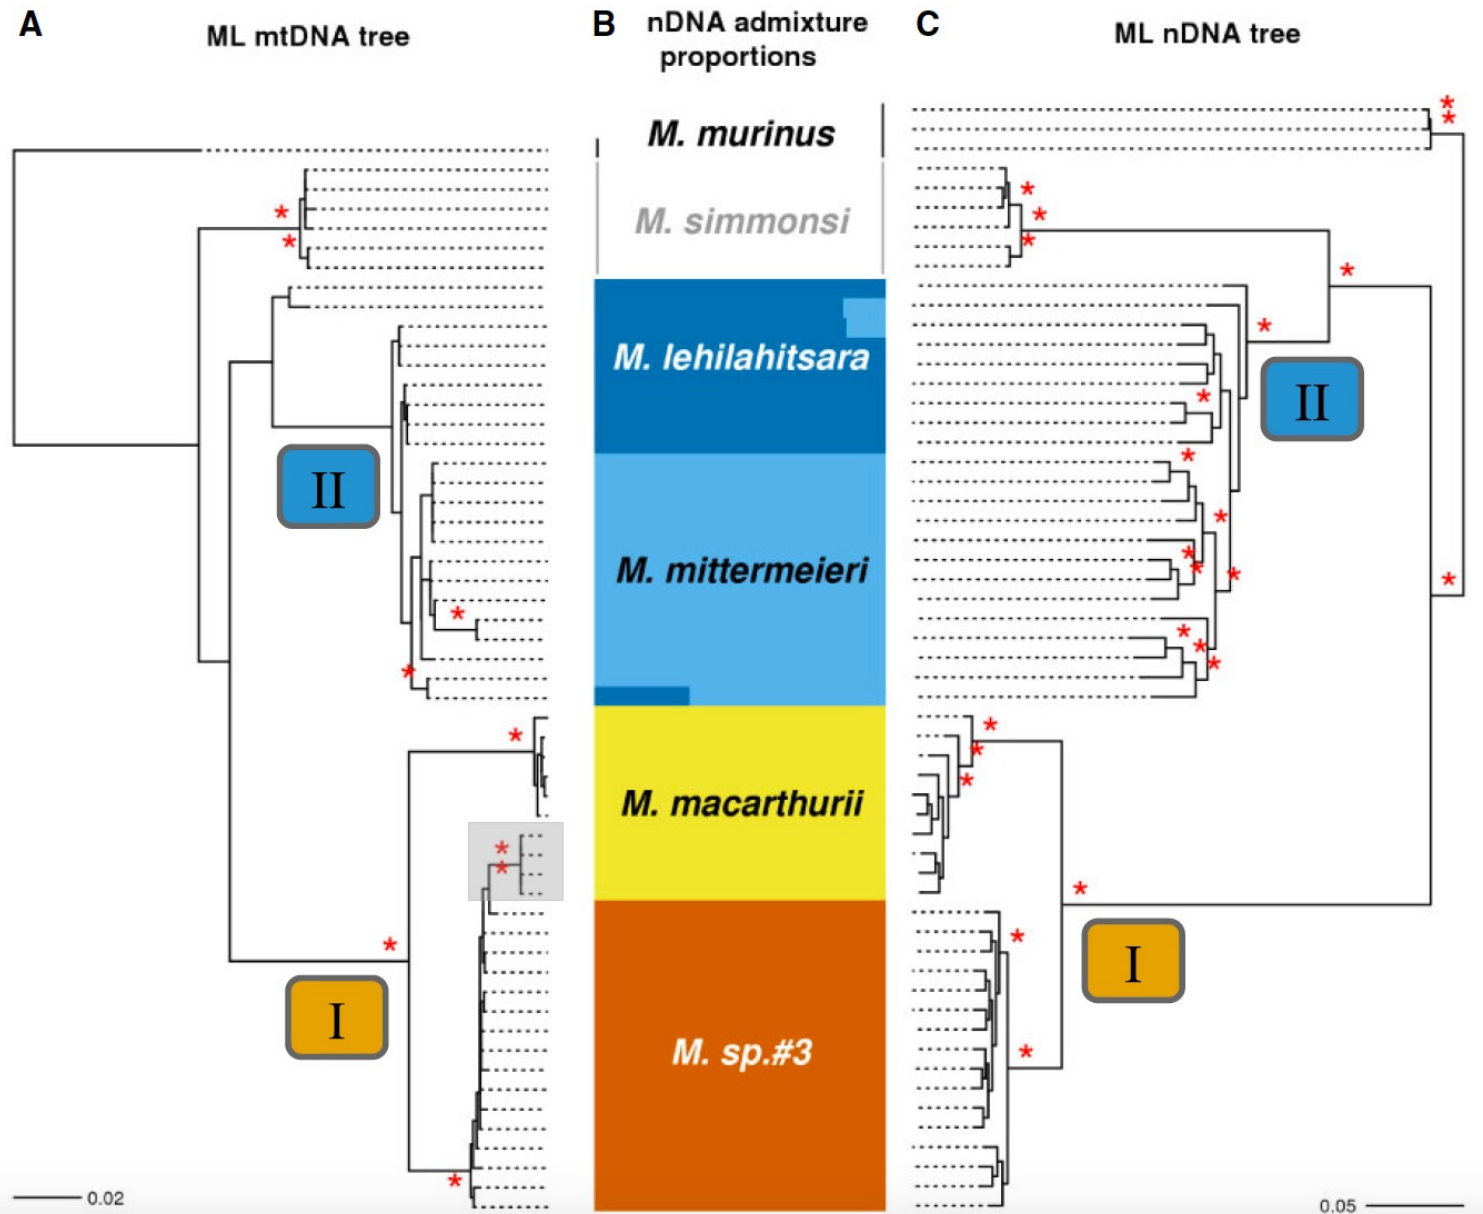 A
ML mtDNA tree
B
nDNA admixture
proportions
C
ML nDNA tree
M. murinus
M. simmonsi
M. lehilahitsara
II
II
M. mittermeieri
M. macarthurii
I
I
M. sp.#3
0.02
0.05